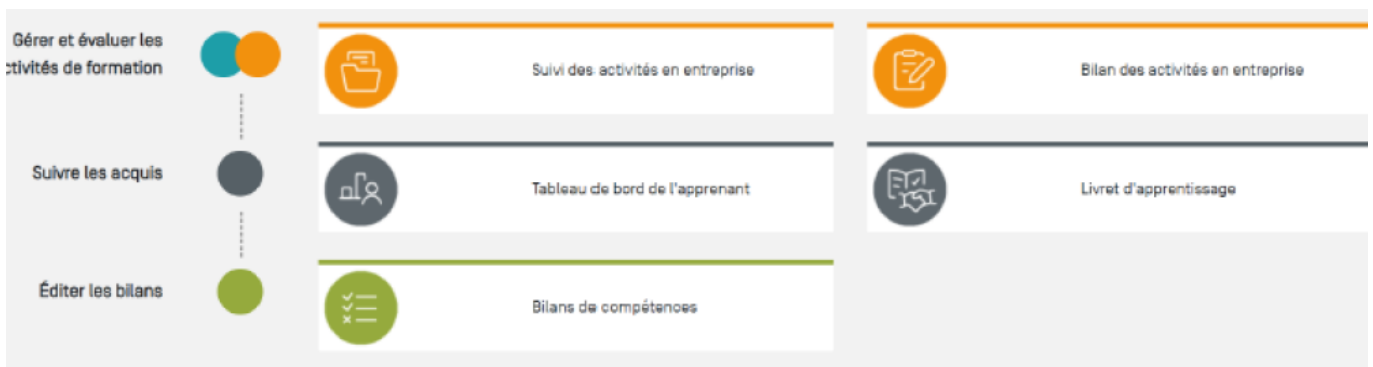 Gérer et évaluer les
ctivités de formation
Suivi des activités en entreprise
Bilan des activités en entreprise
Suivre les acquis
Tableau de bord de l'apprenant
Livret d'apprentissage
Éditer les bilans
Bilans de compétences